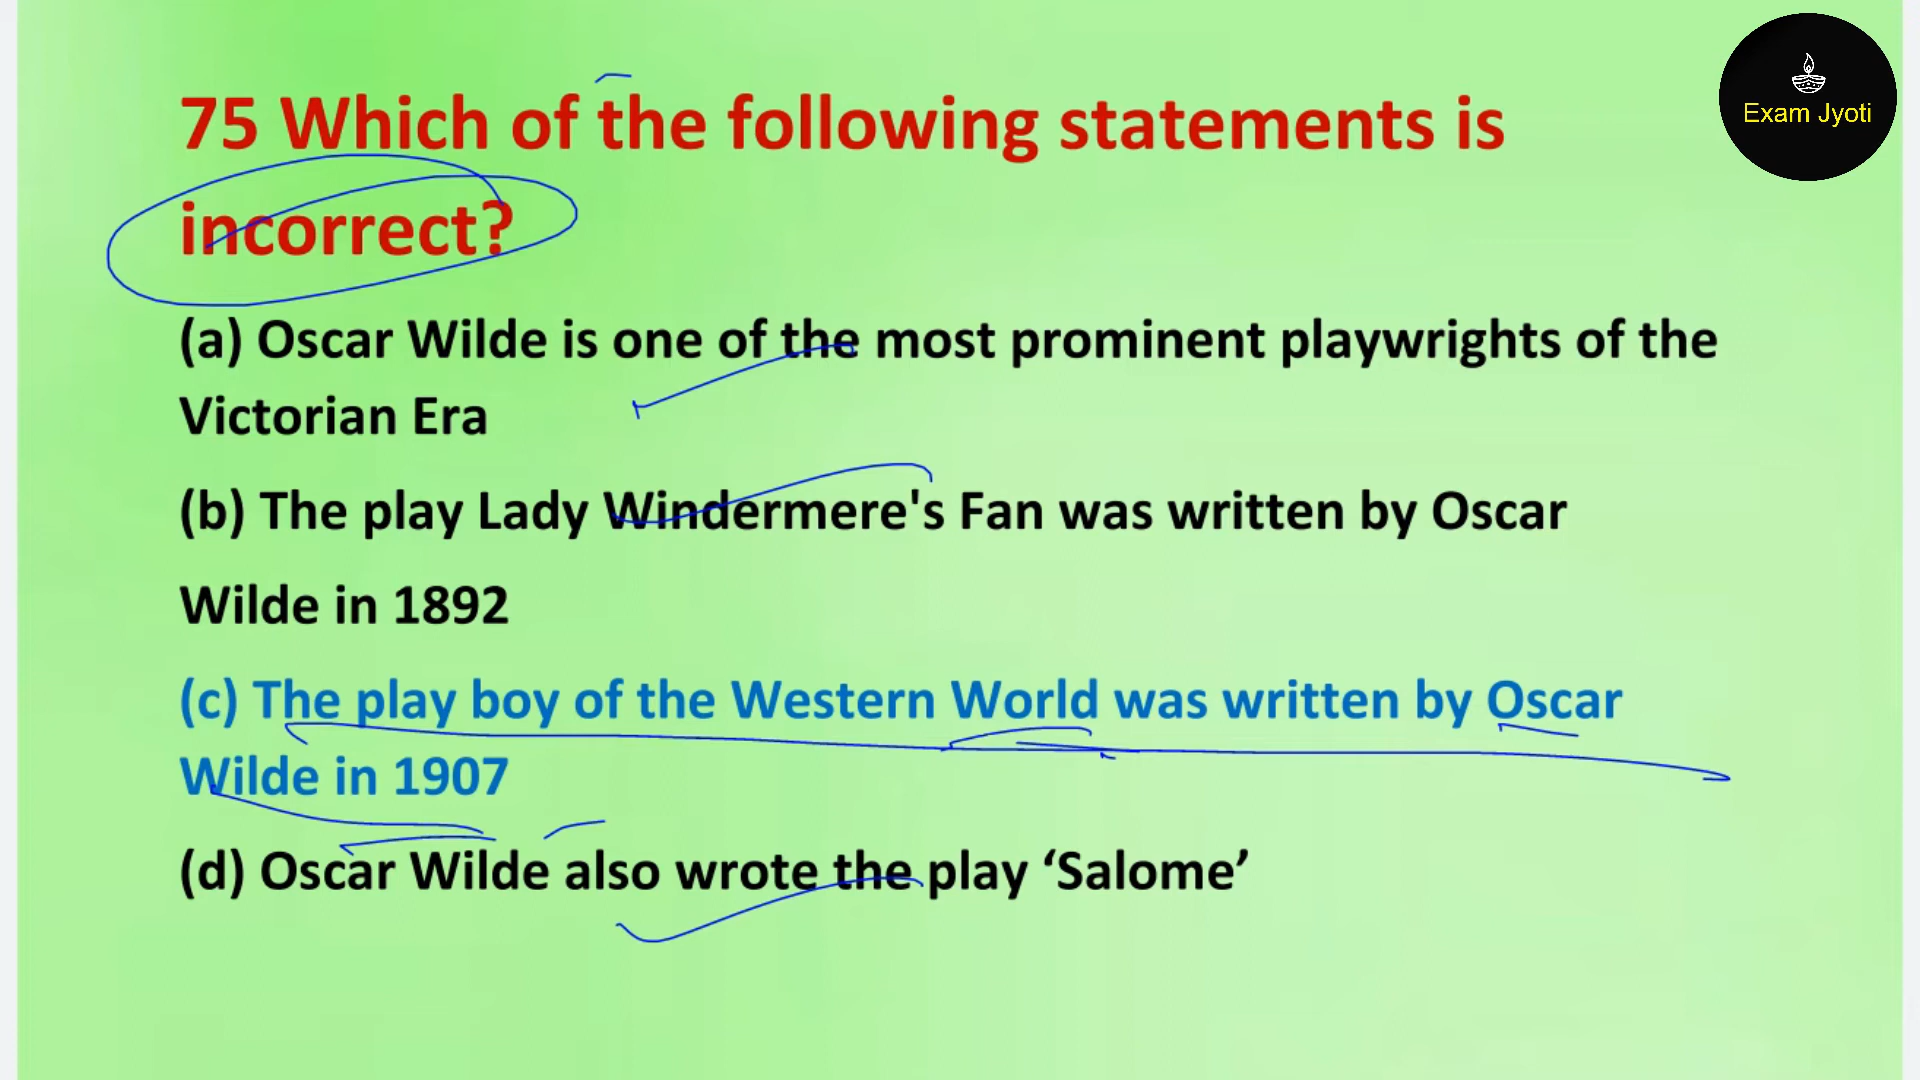 Exam Jyoti
75 Which of the following statements is
incorrect?
(a) Oscar Wilde is one of the most prominent playwrights of the
Victorian Era
(b) The play Lady Windermere's Fan was written by Oscar
Wilde in 1892
(c) The play boy of the Western World was written by Oscar
Wilde in 1907
(d) Oscar Wilde also wrote the play ‘Salome’